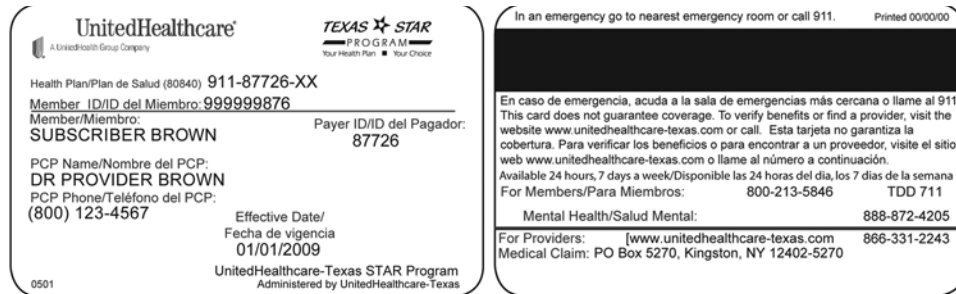 UnitedHealthcare®
A UnitedHealth Group Company
TEXAS STAR
PROGRAM
Your Health Plan ■ Your Choice
Health Plan/Plan de Salud (80840) 911-87726-XX
Member ID/ID del Miembro: 999999876
Member/Miembro:
SUBSCRIBER BROWN
Payer ID/ID del Pagador:
87726
PCP Name/Nombre del PCP:
DR PROVIDER BROWN
PCP Phone/Teléfono del PCP:
(800) 123-4567
Effective Date/
Fecha de vigencia
01/01/2009
UnitedHealthcare-Texas STAR Program
0501 Administered by UnitedHealthcare-Texas
In an emergency go to nearest emergency room or call 911. Printed 00/00/00
En caso de emergencia, acuda a la sala de emergencias más cercana o llame al 911
This card does not guarantee coverage. To verify benefits or find a provider, visit the
website www.unitedhealthcare-texas.com or call. Esta tarjeta no garantiza la
cobertura. Para verificar los beneficios o para encontrar a un proveedor, visite el sitio
web www.unitedhealthcare-texas.com o llame al número a continuación.
Available 24 hours, 7 days a week/Disponible las 24 horas del dia, los 7 dias de la semana
For Members/Para Miembros: 800-213-5846 TDD 711
Mental Health/Salud Mental: 888-872-4205
For Providers: [www.unitedhealthcare-texas.com 866-331-2243
Medical Claim: PO Box 5270, Kingston, NY 12402-5270